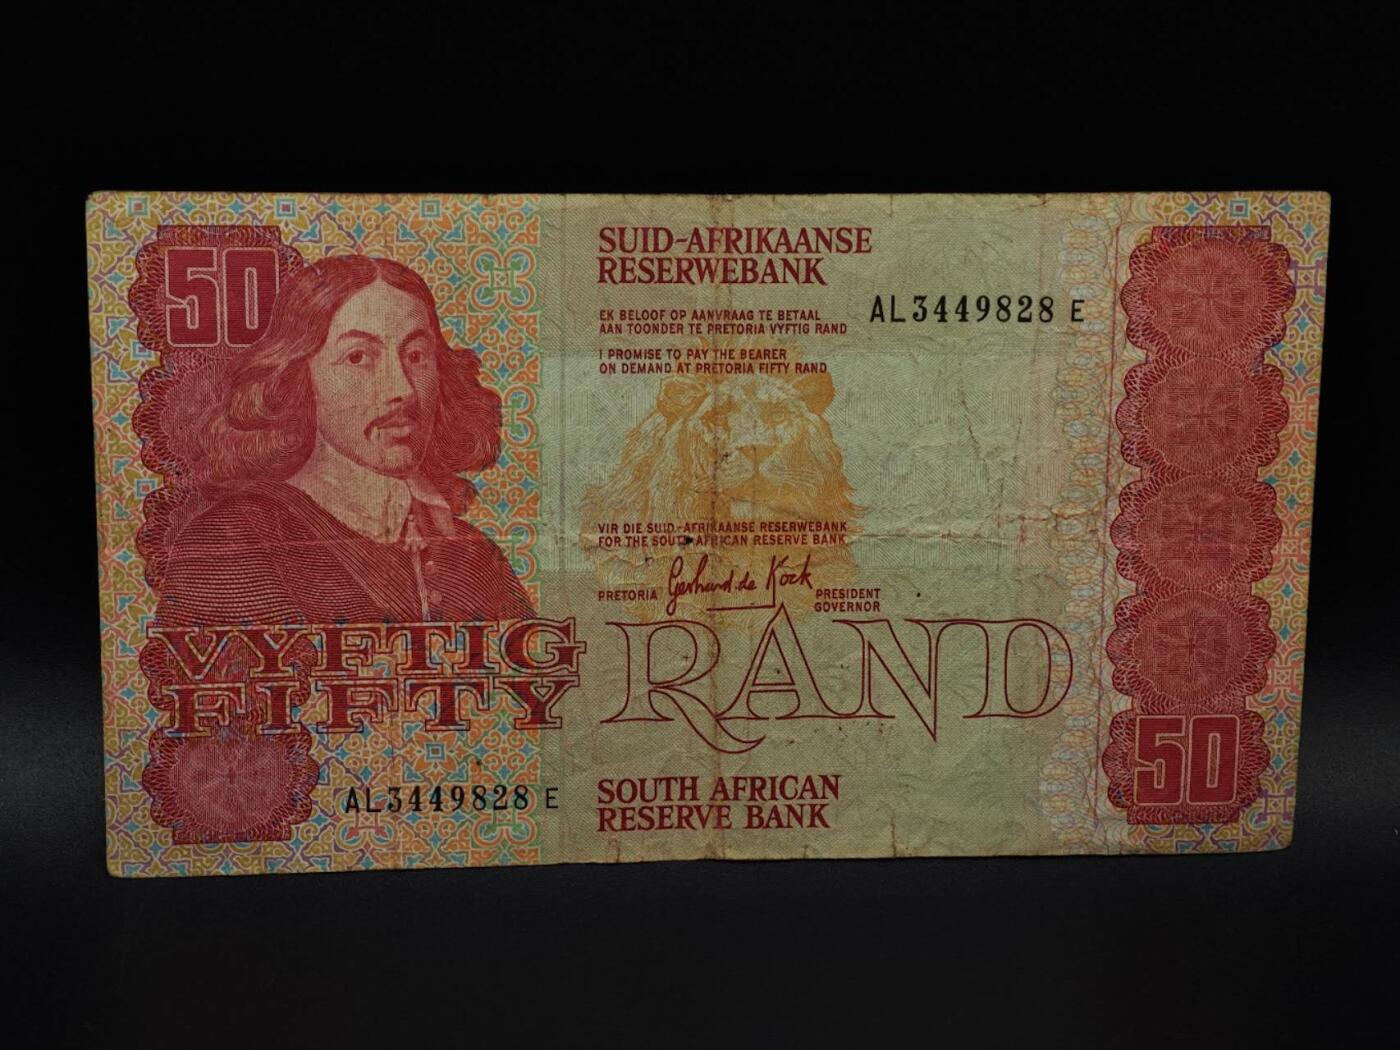 50
SUID-AFRIKAANSE
RESERWEBANK
EK BELOOF OP AANVRAAG TE BETAAL
AAN TOONDER TE PRETORIA VYFTIG RAND
AL3449828 E
I PROMISE TO PAY THE BEARER
ON DEMAND AT PRETORIA FIFTY RAND
VIR DIE SUID-AFRIKAANSE RESERWEBANK
FOR THE SOUTH AFRICAN RESERVE BANK
PRETORIA Gerhard de Kock PRESIDENT
GOVERNOR
VYFTIG
FIFTY
RAND
50
AL3449828 E
SOUTH AFRICAN
RESERVE BANK